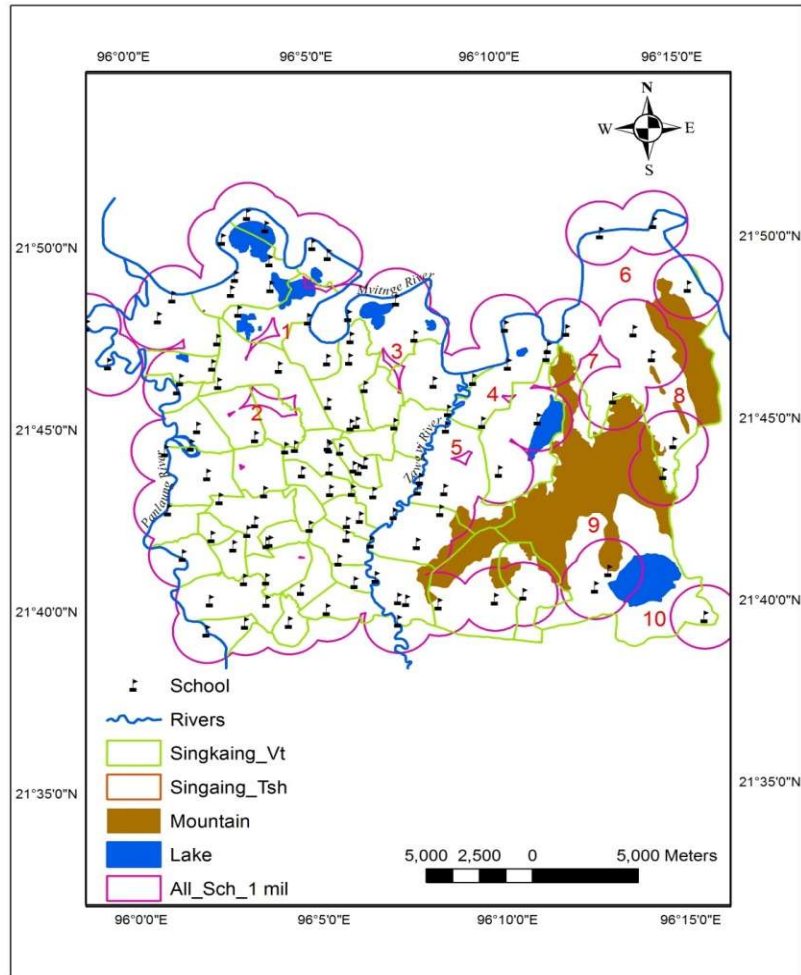 96°0'0"E 96°5'0"E 96°10'0"E 96°15'0"E
N
W E
S
21°50'0"N 21°50'0"N
6
Myitnge River
1
3
7
21°45'0"N 4 8 21°45'0"N
2
5
Zawgyi River
Panlaung River
9
21°40'0"N 21°40'0"N
10
School
Rivers
Singkaing_Vt
21°35'0"N Singaing_Tsh 21°35'0"N
Mountain
Lake
All_Sch_1 mil
5,000 2,500 0 5,000 Meters
96°0'0"E 96°5'0"E 96°10'0"E 96°15'0"E